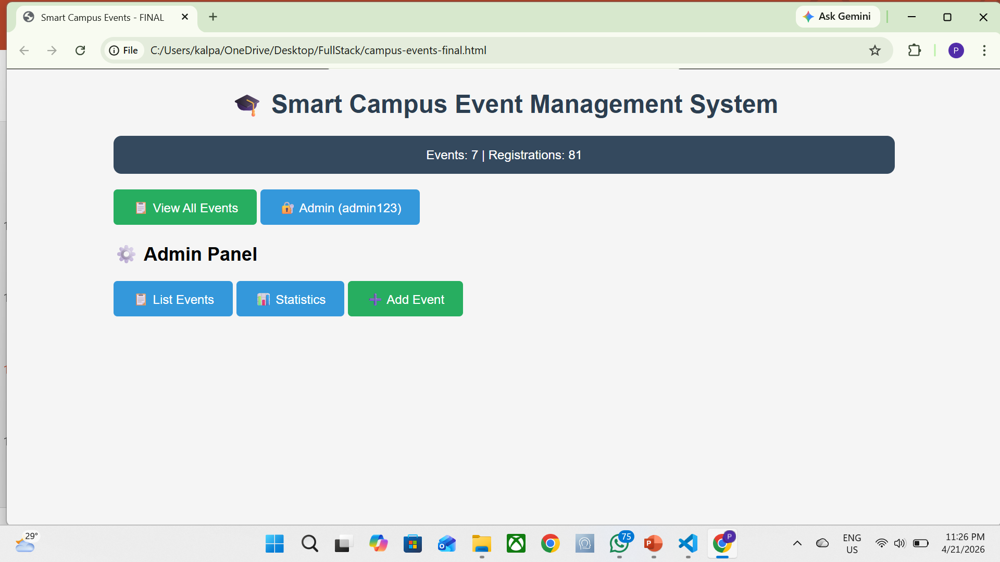 Smart Campus Events - FINAL
Ask Gemini
File
C:/Users/kalpa/OneDrive/Desktop/FullStack/campus-events-final.html
P
Smart Campus Event Management System
Events: 7 | Registrations: 81
View All Events
Admin (admin123)
Admin Panel
List Events
Statistics
Add Event
29°
75
P
ENG
US
11:26 PM
4/21/2026